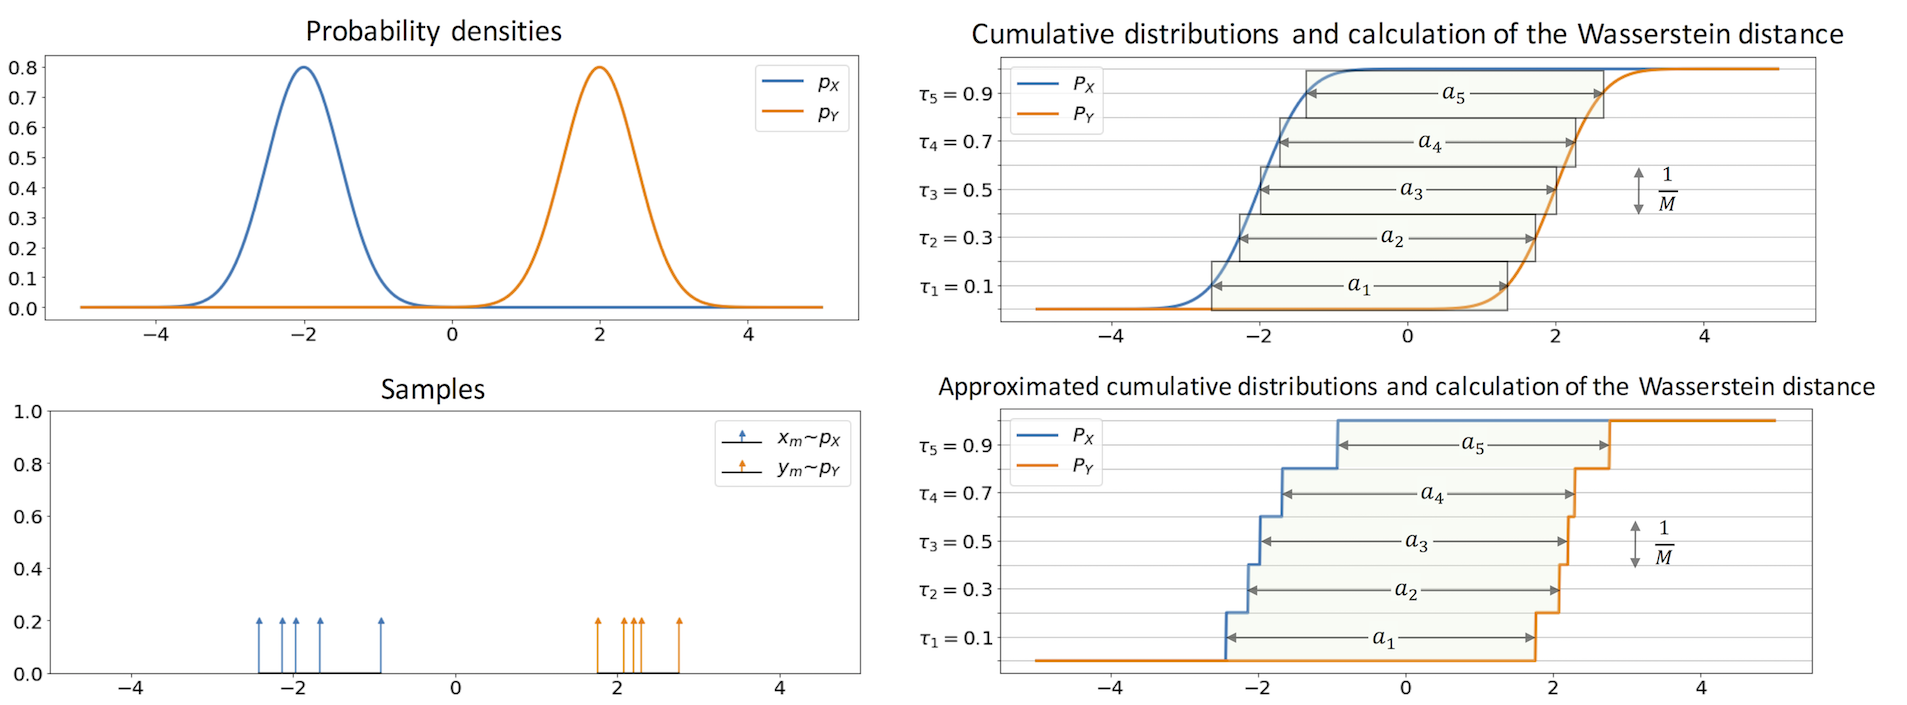 Probability densities
0.8
0.7
0.6
0.5
0.4
0.3
0.2
0.1
0.0
−4 −2 0 2 4
p_X
p_Y
Cumulative distributions and calculation of the Wasserstein distance
P_X
P_Y
τ₅ = 0.9
τ₄ = 0.7
τ₃ = 0.5
τ₂ = 0.3
τ₁ = 0.1
a₅
a₄
a₃
a₂
a₁
1
M
−4 −2 0 2 4
Samples
1.0
0.8
0.6
0.4
0.2
0.0
−4 −2 0 2 4
x_m~p_X
y_m~p_Y
Approximated cumulative distributions and calculation of the Wasserstein distance
P_X
P_Y
τ₅ = 0.9
τ₄ = 0.7
τ₃ = 0.5
τ₂ = 0.3
τ₁ = 0.1
a₅
a₄
a₃
a₂
a₁
1
M
−4 −2 0 2 4